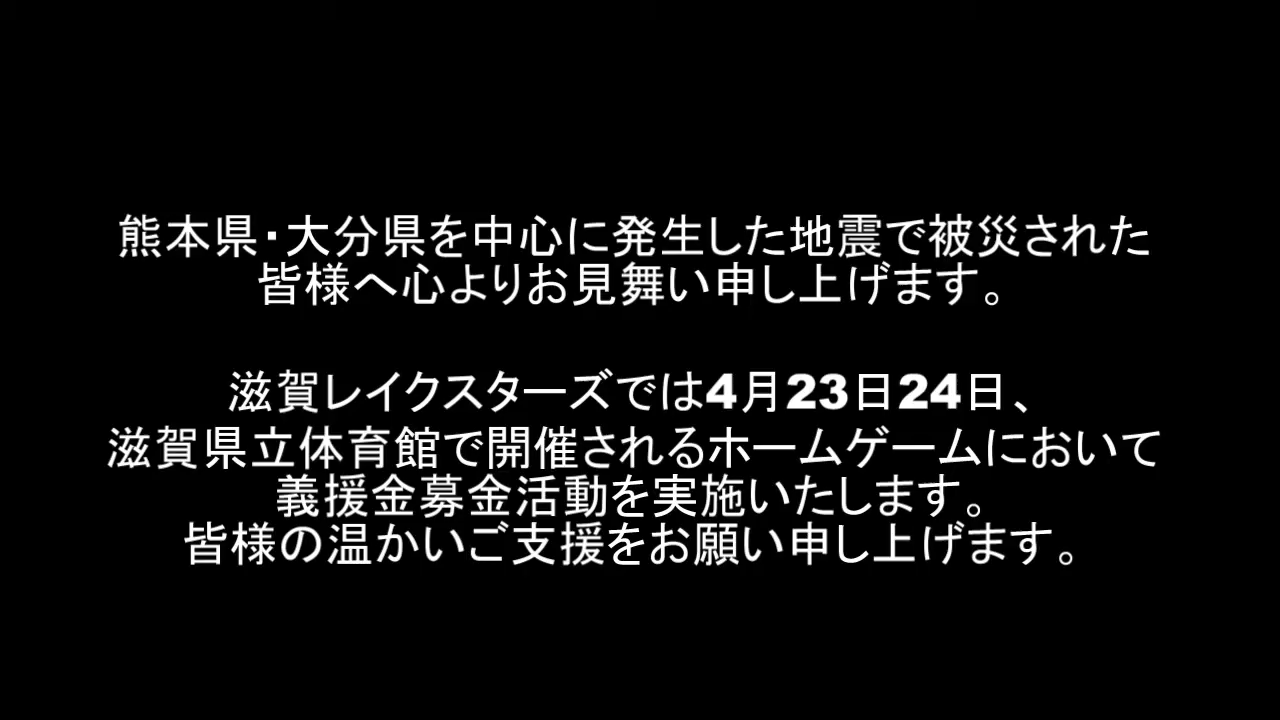 熊本県・大分県を中心に発生した地震で被災された
皆様へ心よりお見舞い申し上げます。
滋賀レイクスターズでは4月23日24日、
滋賀県立体育館で開催されるホームゲームにおいて
義援金募金活動を実施いたします。
皆様の温かいご支援をお願い申し上げます。